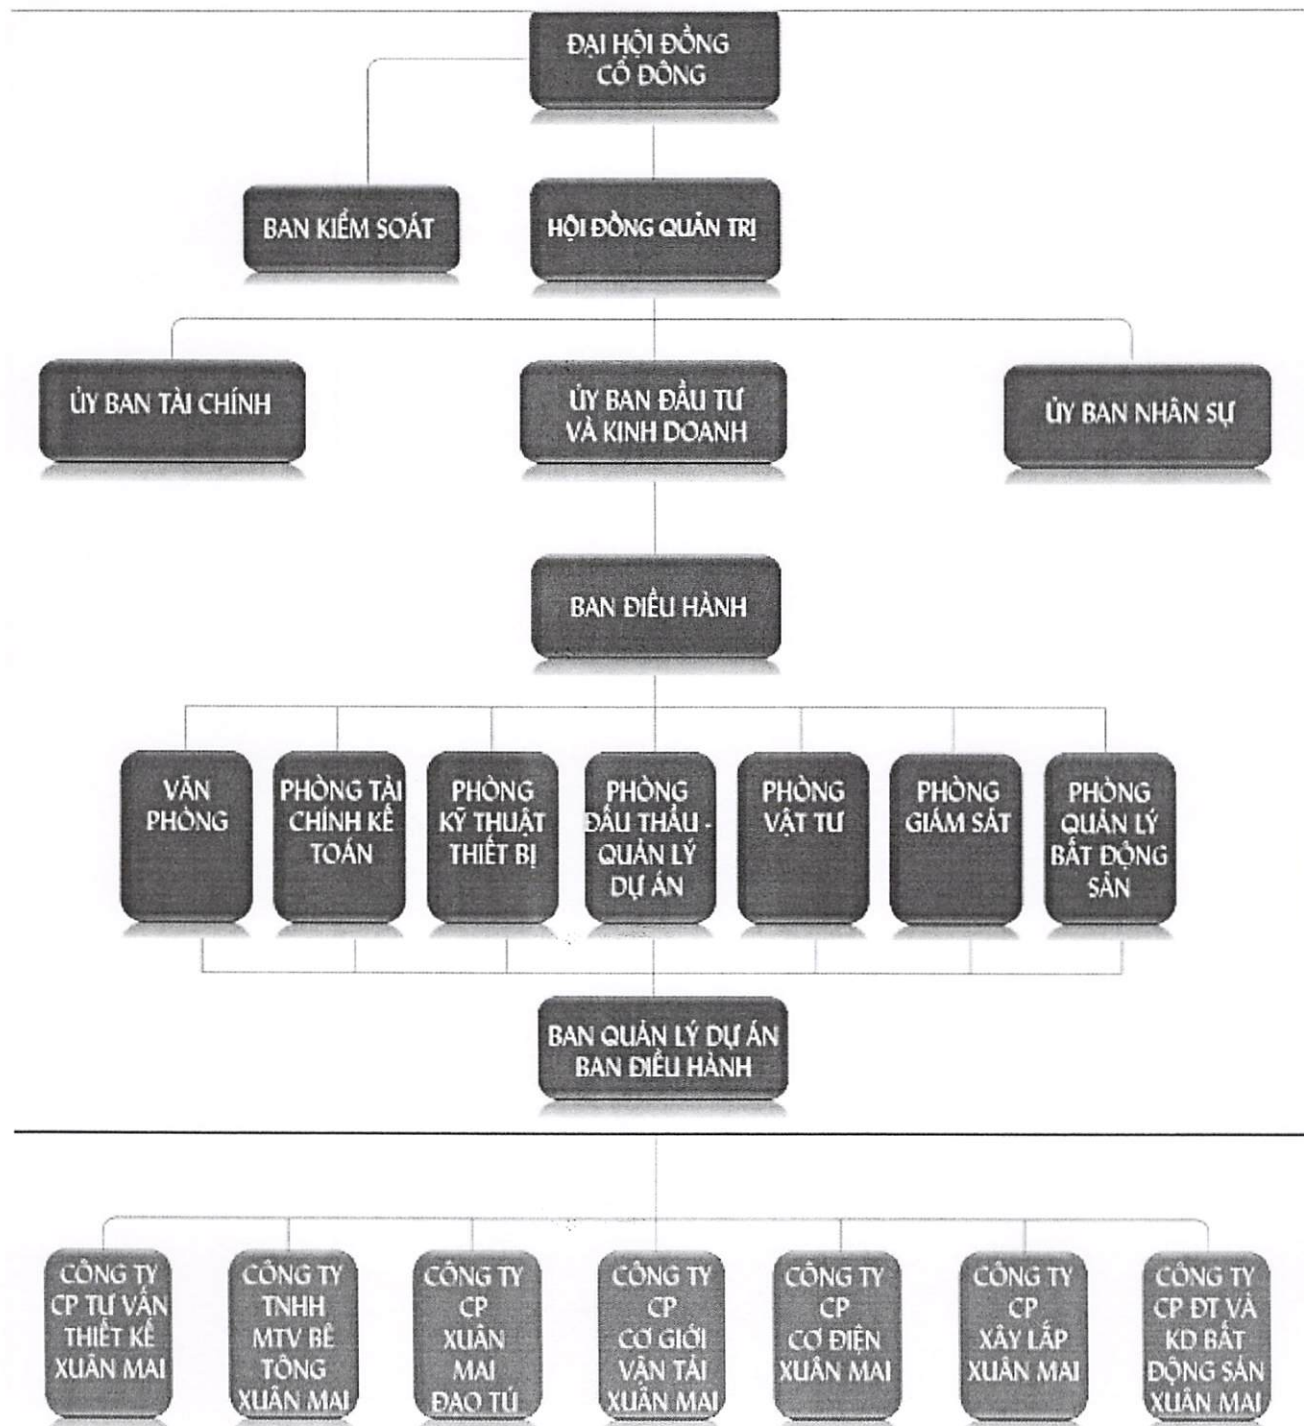 ĐẠI HỘI ĐỒNG
CỔ ĐÔNG
BAN KIỂM SOÁT
HỘI ĐỒNG QUẢN TRỊ
ỦY BAN TÀI CHÍNH
ỦY BAN ĐẦU TƯ
VÀ KINH DOANH
ỦY BAN NHÂN SỰ
BAN ĐIỀU HÀNH
VĂN
PHÒNG
PHÒNG TÀI
CHÍNH KẾ
TOÁN
PHÒNG
KỸ THUẬT
THIẾT BỊ
PHÒNG
ĐẤU THẦU -
QUẢN LÝ
DỰ ÁN
PHÒNG
VẬT TƯ
PHÒNG
GIÁM SÁT
PHÒNG
QUẢN LÝ
BẤT ĐỘNG
SẢN
BAN QUẢN LÝ DỰ ÁN
BAN ĐIỀU HÀNH
CÔNG TY
CP TƯ VẤN
THIẾT KẾ
XUÂN MAI
CÔNG TY
TNHH
MTV BÊ
TÔNG
XUÂN MAI
CÔNG TY
CP
XUÂN
MAI
ĐẠO TÚ
CÔNG TY
CP
CƠ GIỚI
VẬN TẢI
XUÂN MAI
CÔNG TY
CP
CƠ ĐIỆN
XUÂN MAI
CÔNG TY
CP
XÂY LẮP
XUÂN MAI
CÔNG TY
CP ĐT VÀ
KD BẤT
ĐỘNG SẢN
XUÂN MAI